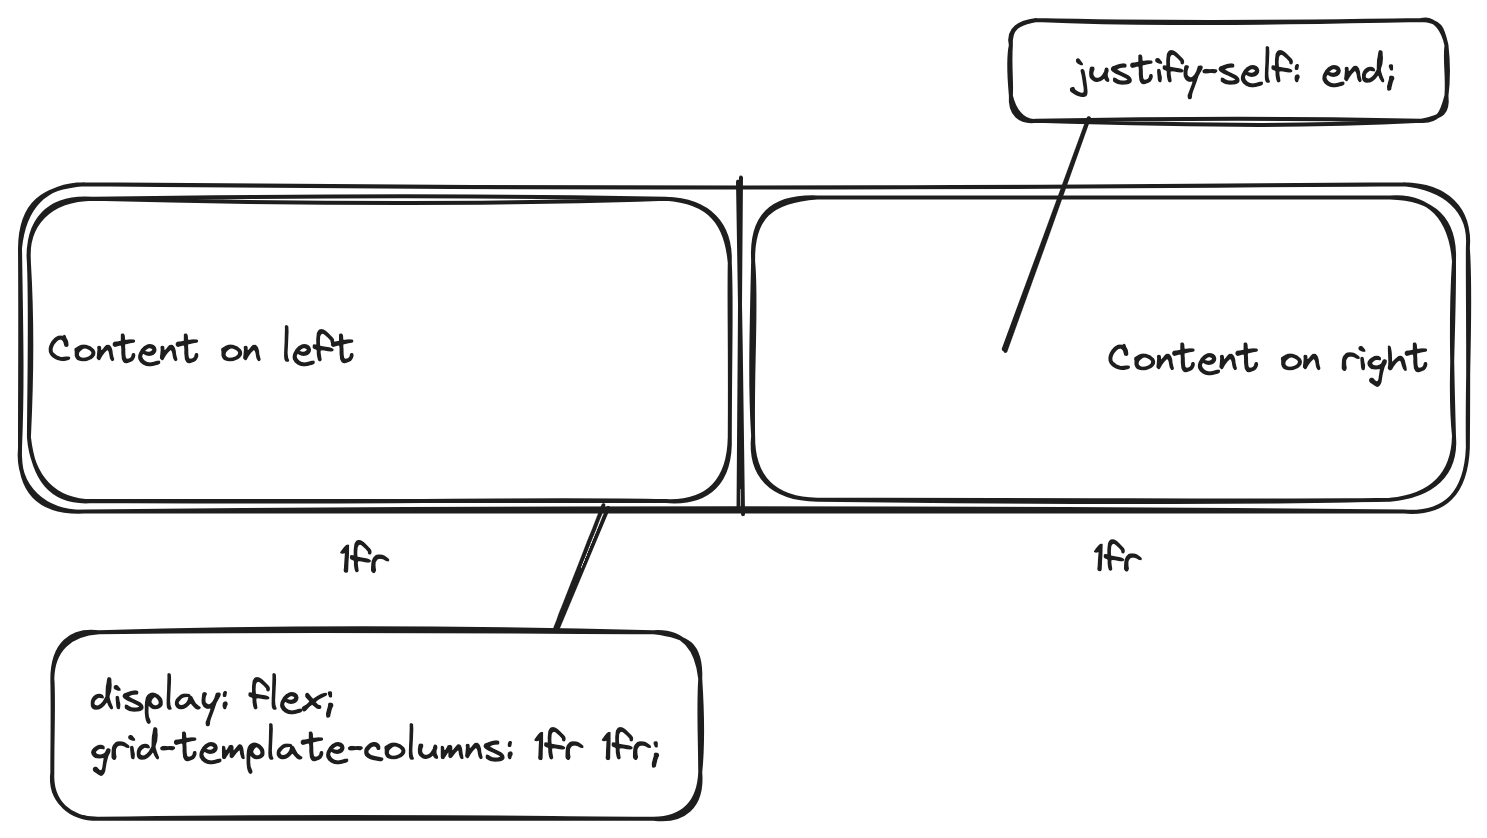 justify-self: end;
Content on left
Content on right
1fr
1fr
display: flex;
grid-template-columns: 1fr 1fr;